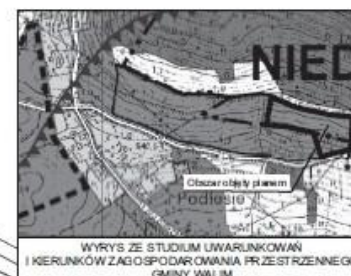 NIED
Obszar objęty planem
Podlesie
WYRYS ZE STUDIUM UWARUNKOWAŃ
I KIERUNKÓW ZAGOSPODAROWANIA PRZESTRZENNEGO
GMINY WALIM